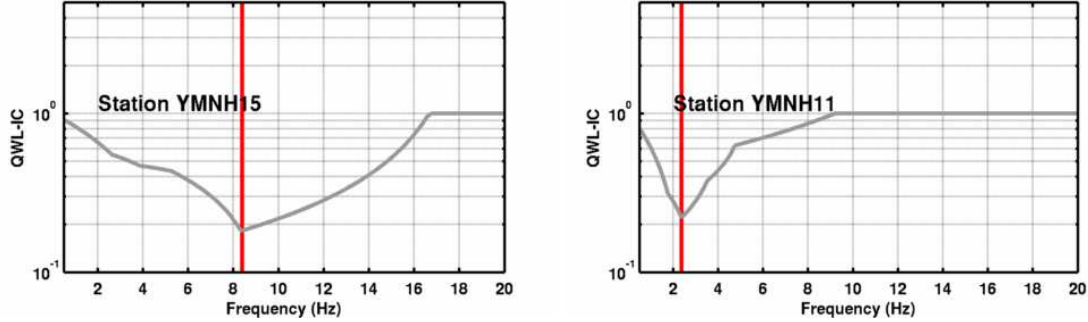 QWL-IC
10^0
10^-1
Station YMNH15
2 4 6 8 10 12 14 16 18 20
Frequency (Hz)
QWL-IC
10^0
10^-1
Station YMNH11
2 4 6 8 10 12 14 16 18 20
Frequency (Hz)